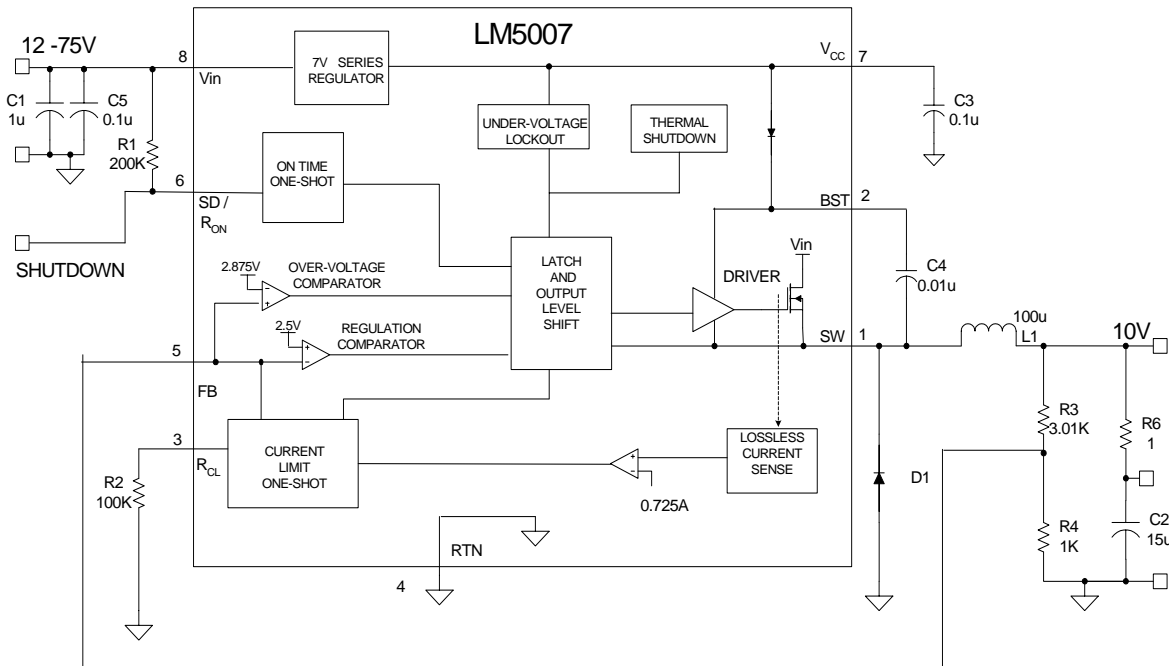 LM5007
12 -75V
8
Vin
7V SERIES
REGULATOR
V_CC
7
C1
1u
C5
0.1u
C3
0.1u
UNDER-VOLTAGE
LOCKOUT
THERMAL
SHUTDOWN
R1
200K
ON TIME
ONE-SHOT
6
SD /
R_ON
BST
2
SHUTDOWN
2.875V
OVER-VOLTAGE
COMPARATOR
LATCH
AND
OUTPUT
LEVEL
SHIFT
DRIVER
Vin
C4
0.01u
2.5V
REGULATION
COMPARATOR
SW
1
100u
L1
10V
5
FB
R3
3.01K
R6
1
3
R_CL
CURRENT
LIMIT
ONE-SHOT
LOSSLESS
CURRENT
SENSE
0.725A
R2
100K
D1
R4
1K
C2
15u
RTN
4